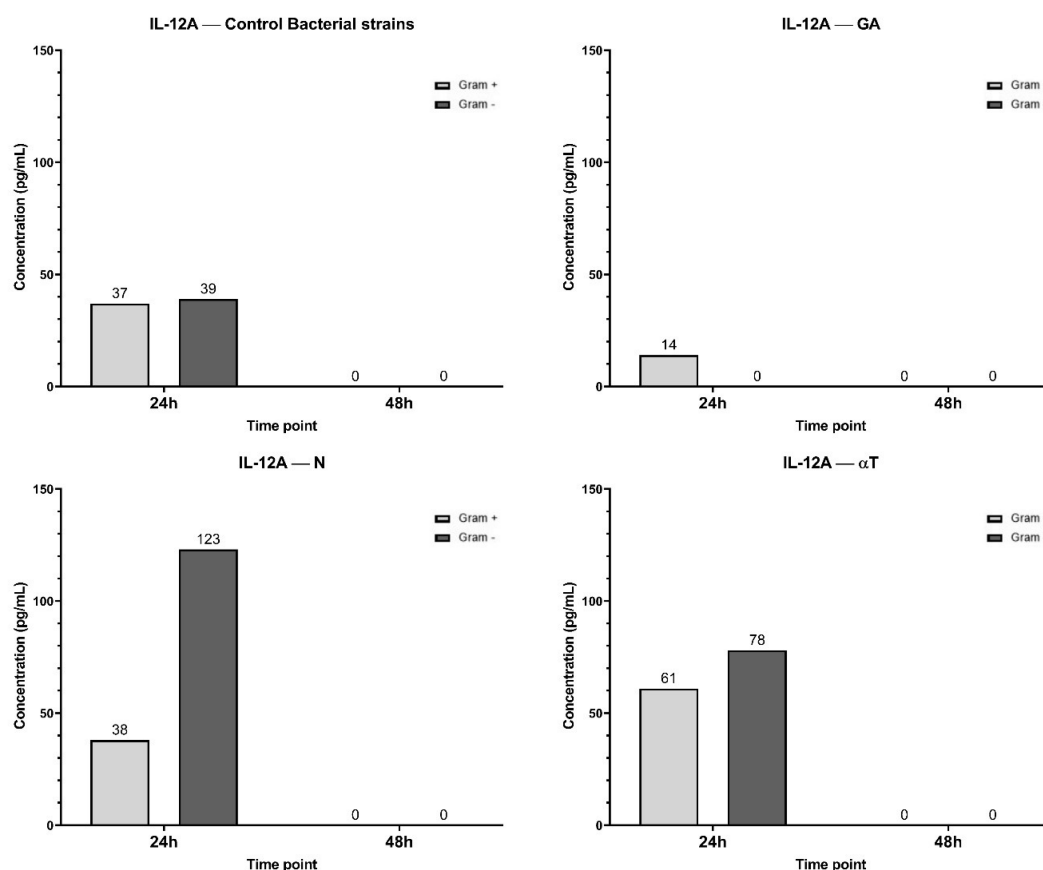 IL-12A — Control Bacterial strains
Concentration (pg/mL)
150
100
50
0
Gram +
Gram -
37
39
0
0
24h
48h
Time point
IL-12A — GA
Concentration (pg/mL)
150
100
50
0
Gram
Gram
14
0
0
0
24h
48h
Time point
IL-12A — N
Concentration (pg/mL)
150
100
50
0
Gram +
Gram -
38
123
0
0
24h
48h
Time point
IL-12A — αT
Concentration (pg/mL)
150
100
50
0
Gram
Gram
61
78
0
0
24h
48h
Time point